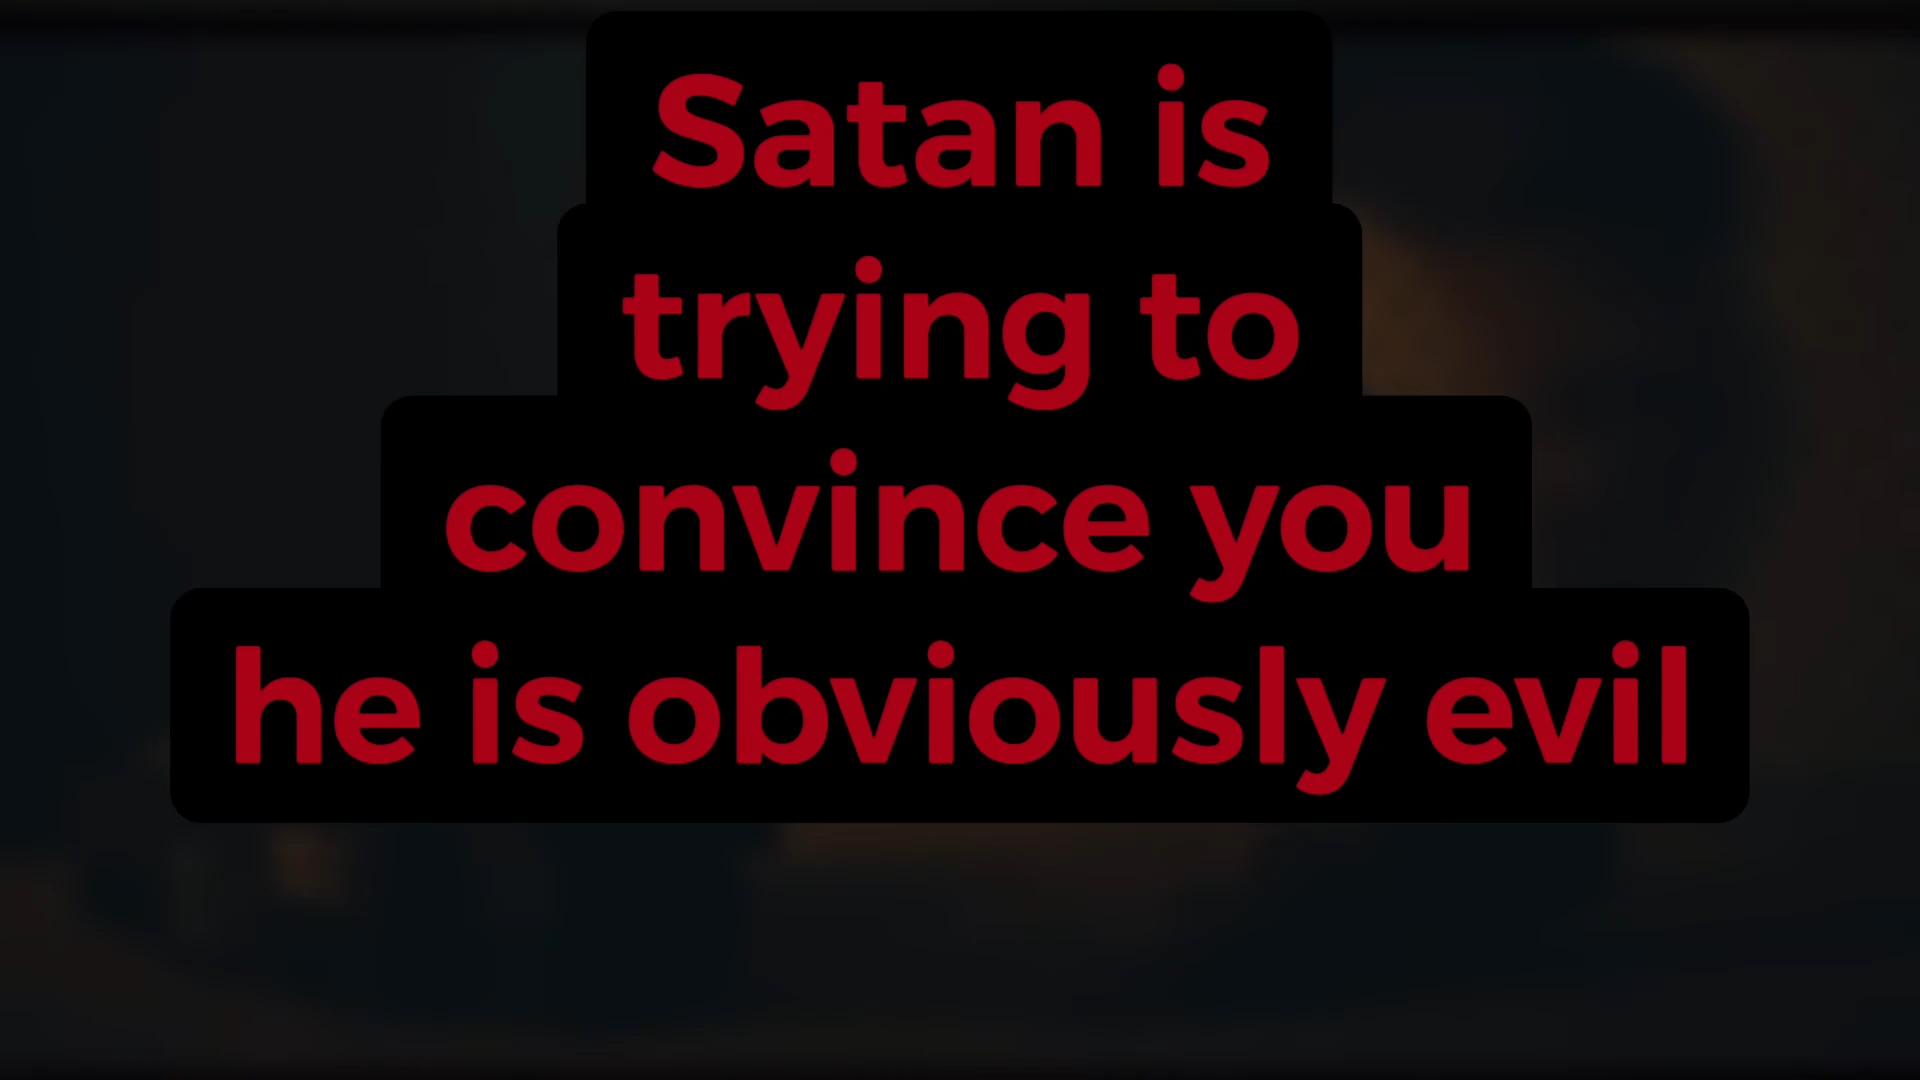 Satan is
trying to
convince you
he is obviously evil